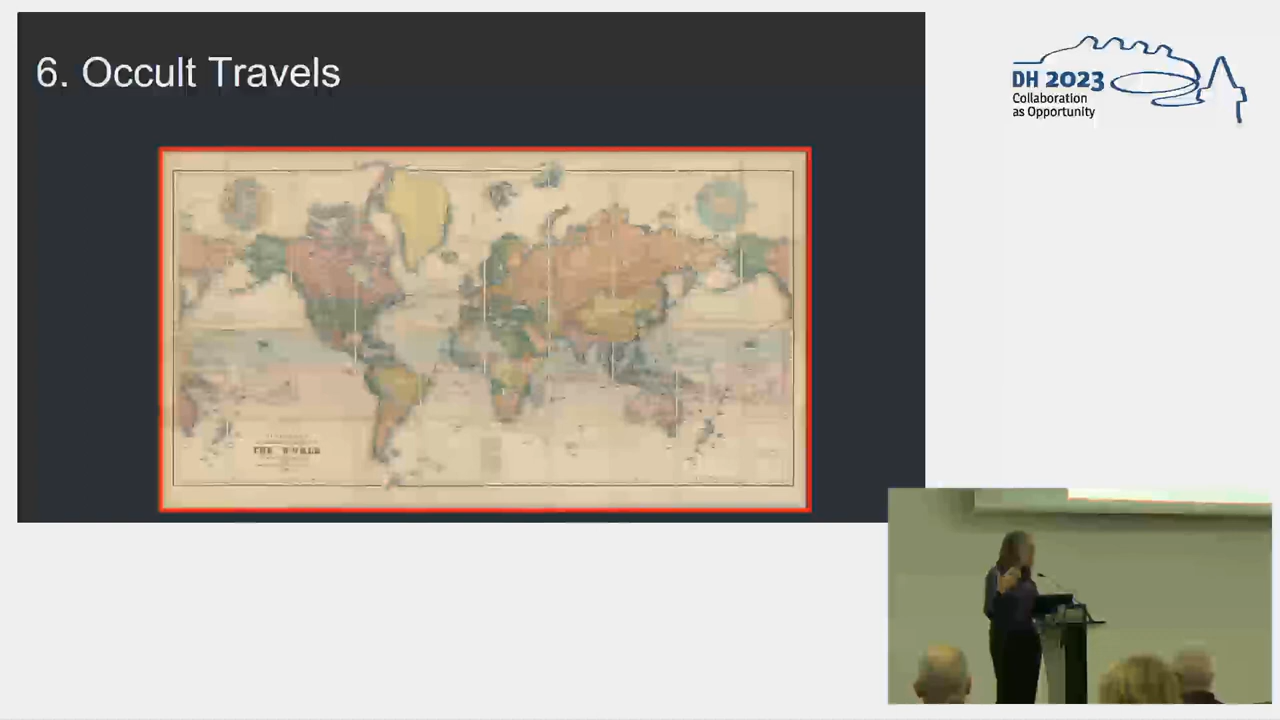 6. Occult Travels
THE WORLD
DH 2023
Collaboration
as Opportunity